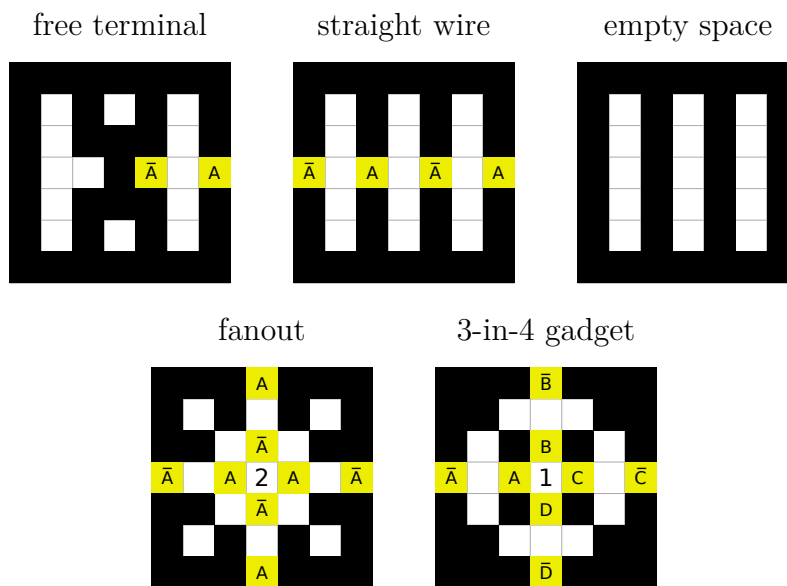 free terminal straight wire empty space
Ā A Ā A Ā A
fanout 3-in-4 gadget
A B̄
Ā B
Ā A 2 A Ā Ā A 1 C C̄
Ā D
A D̄